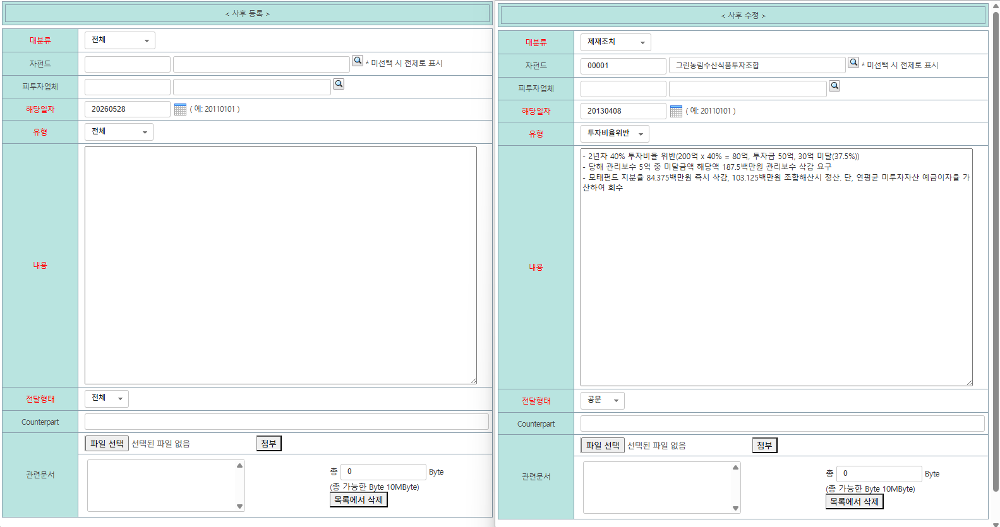 < 사후 등록 >
대분류
전체
자펀드
* 미선택 시 전체로 표시
피투자업체
해당일자
20260528
( 예: 20110101 )
유형
전체
내용
전달형태
전체
Counterpart
관련문서
파일 선택 선택된 파일 없음
첨부
총 0 Byte
(총 가능한 Byte 10MByte)
목록에서 삭제
< 사후 수정 >
대분류
제재조치
자펀드
00001
그린농림수산식품투자조합
* 미선택 시 전체로 표시
피투자업체
해당일자
20130408
( 예: 20110101 )
유형
투자비율위반
내용
- 2년차 40% 투자비율 위반(200억 x 40% = 80억, 투자금 50억, 30억 미달(37.5%))
- 당해 관리보수 5억 중 미달금액 해당액 187.5백만원 관리보수 삭감 요구
- 모태펀드 지분율 84.375백만원 즉시 삭감, 103.125백만원 조합해산시 정산. 단, 연평균 미투자자산 예금이자율 가
산하여 회수
전달형태
공문
Counterpart
관련문서
파일 선택 선택된 파일 없음
첨부
총 0 Byte
(총 가능한 Byte 10MByte)
목록에서 삭제